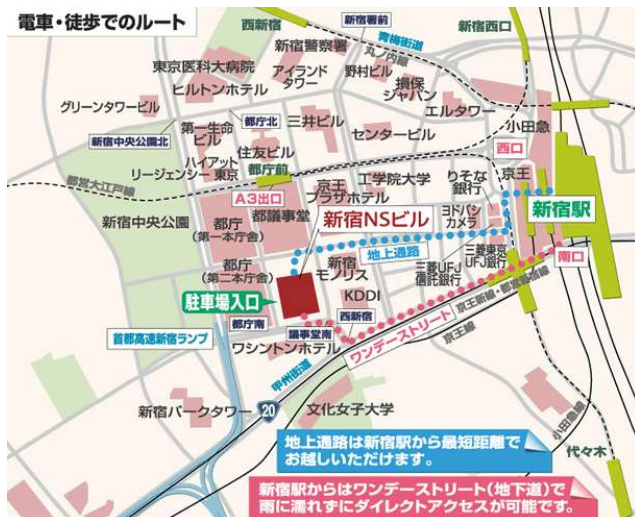 電車・徒歩でのルート
新宿署前
西新宿
新宿西口
青梅街道
新宿警察署
丸ノ内線
東京医科大病院
アイランド
タワー
野村ビル
ヒルトンホテル
損保
ジャパン
グリーンタワービル
エルタワー
都庁北
小田急
新宿中央公園北
第一生命
ビル
三井ビル
センタービル
住友ビル
西口
ハイアット
リージェンシー 東京
都庁前
都営大江戸線
A3出口
京王
プラザホテル
工学院大学
りそな
銀行
京王
新宿駅
新宿中央公園
都庁
(第一本庁舎)
都議事堂
新宿NSビル
ヨドバシ
カメラ
地上通路
三菱東京
UFJ銀行
南口
都庁
(第二本庁舎)
新宿
モノリス
三菱UFJ
信託銀行
駐車場入口
KDDI
京王新線・都営新宿線
都庁南
西新宿
議事堂南
ワンデーストリート
京王線
首都高速新宿ランプ
ワシントンホテル
甲州街道
新宿パークタワー
20
文化女子大学
小田急線
代々木
地上通路は新宿駅から最短距離で
お越しいただけます。
新宿駅からはワンデーストリート(地下道)で
雨に濡れずにダイレクトアクセスが可能です。